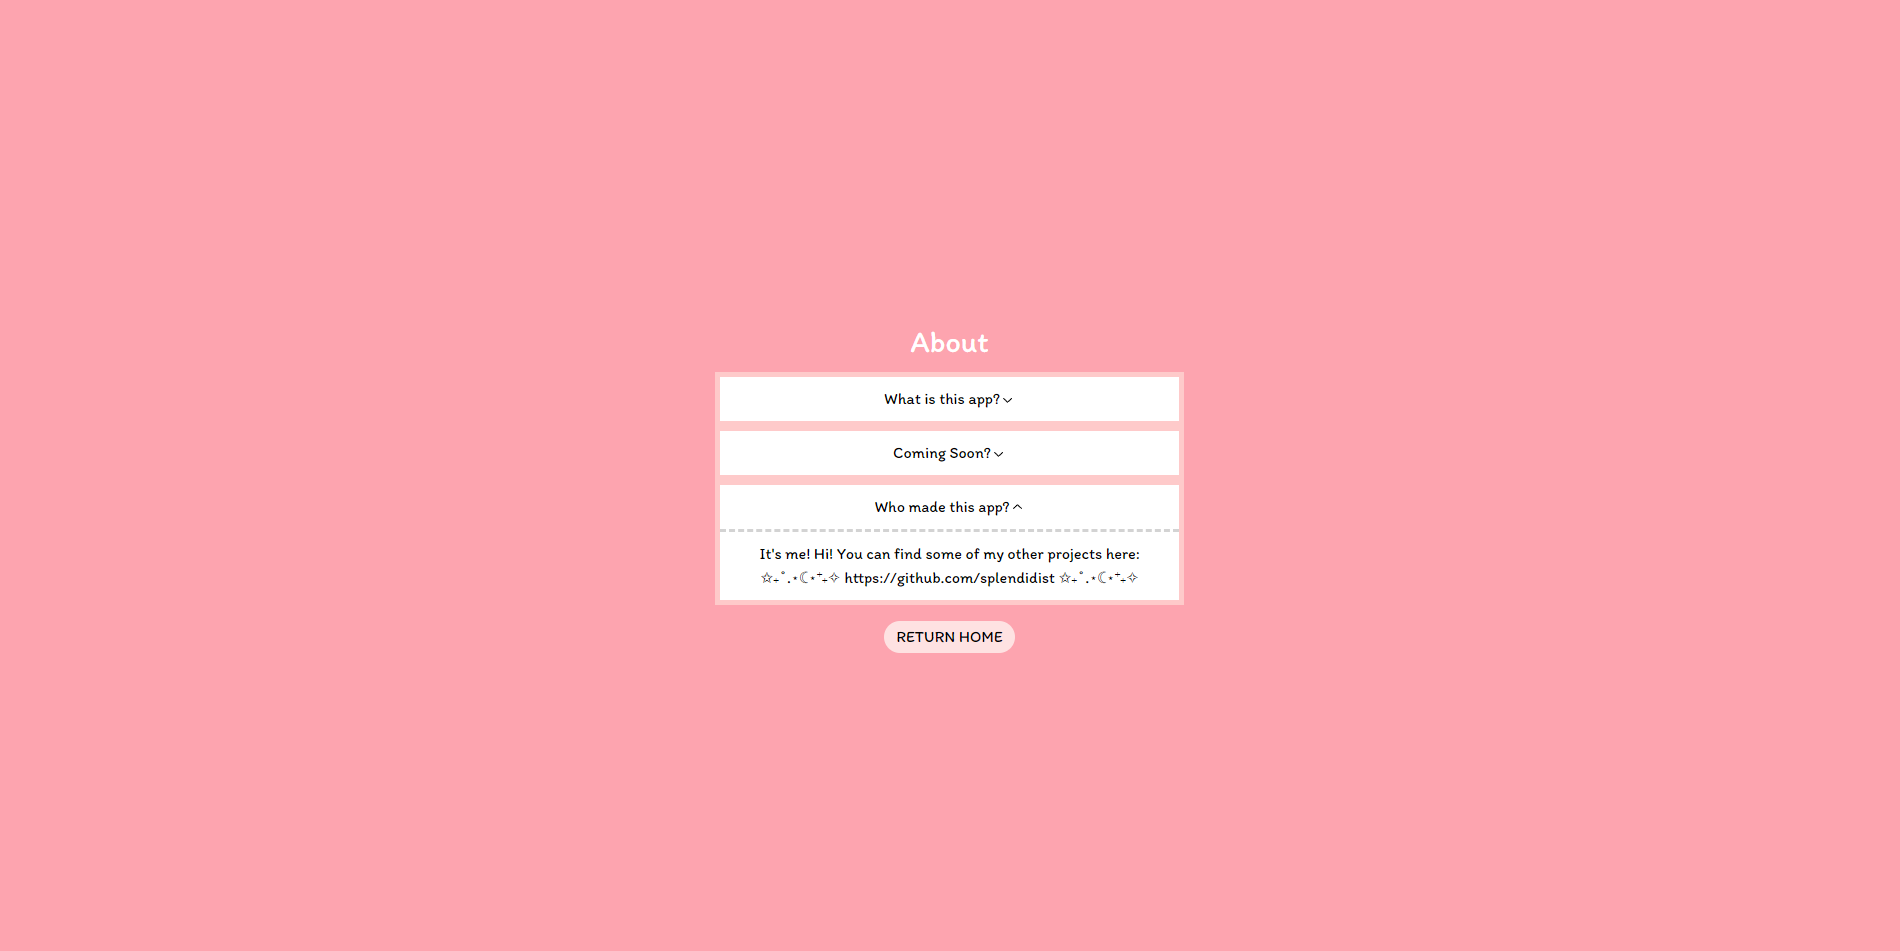 About
What is this app?
Coming Soon?
Who made this app?
It's me! Hi! You can find some of my other projects here:
✩₊˚.⋆☾⋆⁺₊✧ https://github.com/splendidist ✩₊˚.⋆☾⋆⁺₊✧
RETURN HOME